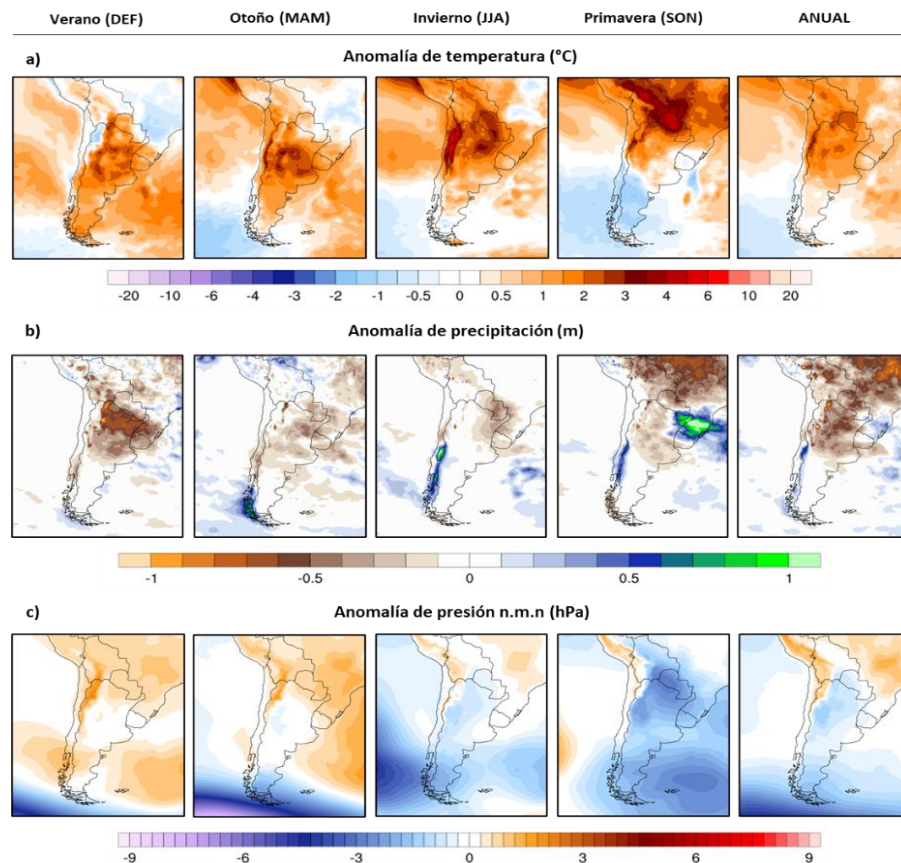 Verano (DEF) Otoño (MAM) Invierno (JJA) Primavera (SON) ANUAL
a) Anomalía de temperatura (°C)
-20 -10 -6 -4 -3 -2 -1 -0.5 0 0.5 1 2 3 4 6 10 20
b) Anomalía de precipitación (m)
-1 -0.5 0 0.5 1
c) Anomalía de presión n.m.n (hPa)
-9 -6 -3 0 3 6 9